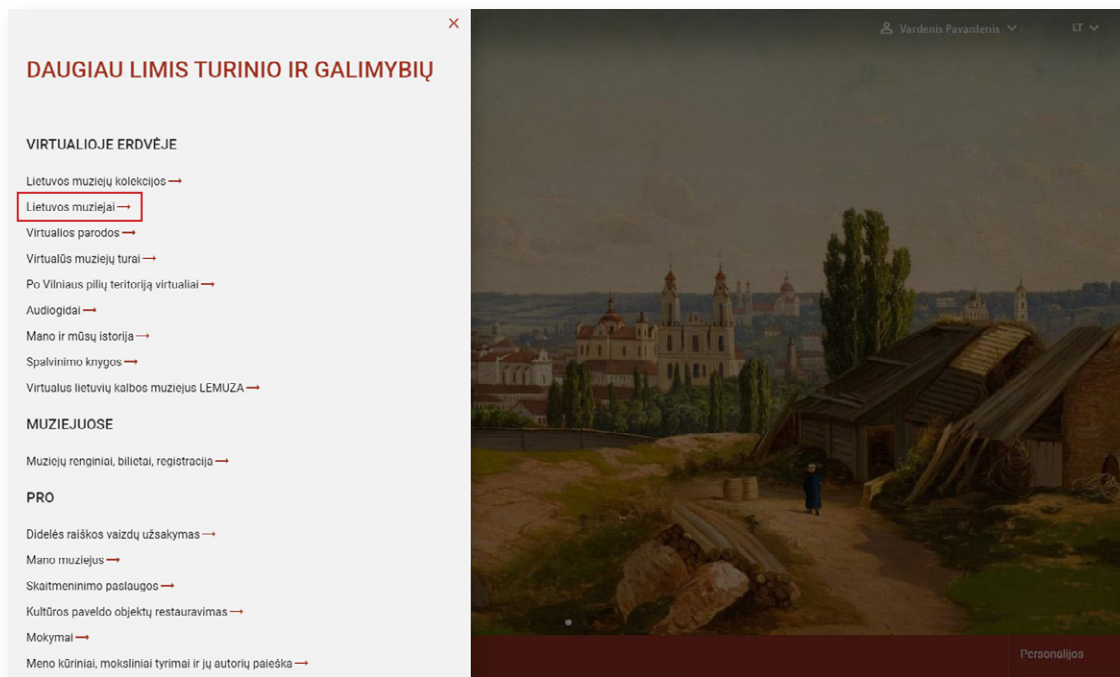 ×
Vardenis Pavardenis
LT
DAUGIAU LIMIS TURINIO IR GALIMYBIŲ
VIRTUALIOJE ERDVĖJE
Lietuvos muziejų kolekcijos →
Lietuvos muziejai →
Virtualios parodos →
Virtualūs muziejų turai →
Po Vilniaus pilių teritoriją virtualiai →
Audiogidai →
Mano ir mūsų istorija →
Spalvinimo knygos →
Virtualus lietuvių kalbos muziejus LEMUZA →
MUZIEJUOSE
Muziejų renginiai, bilietai, registracija →
PRO
Didelės raiškos vaizdų užsakymas →
Mano muziejus →
Skaitmeninimo paslaugos →
Kultūros paveldo objektų restauravimas →
Mokymai →
Meno kūriniai, moksliniai tyrimai ir jų autorių paieška →
Personalijos